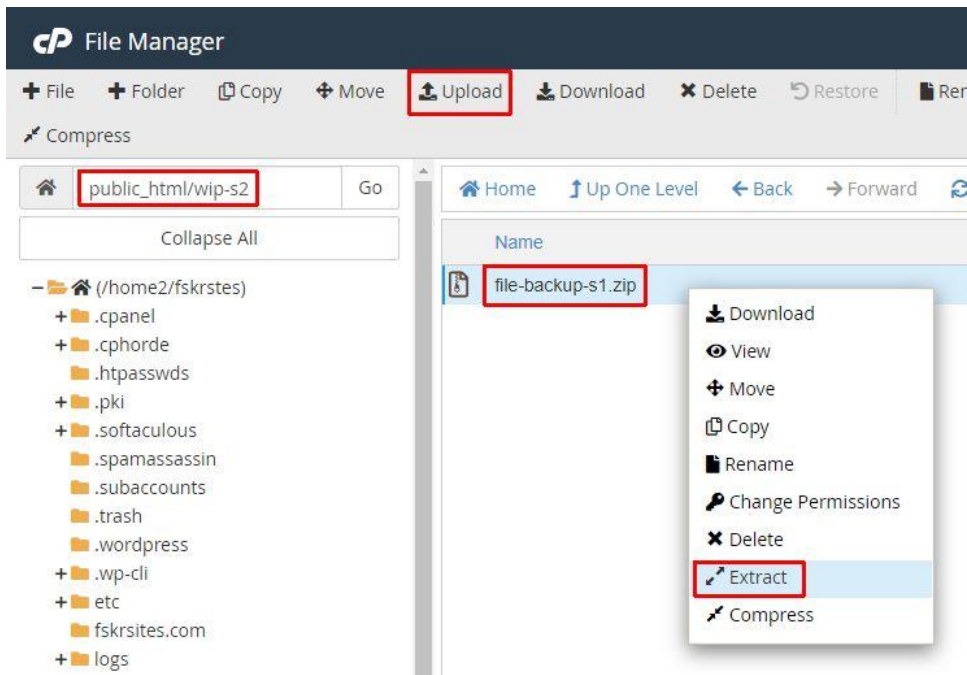 cP File Manager
File Folder Copy Move Upload Download Delete Restore Ren
Compress
public_html/wip-s2 Go
Collapse All
(/home2/fskrstes)
.cpanel
.cphorde
.htpasswds
.pki
.softaculous
.spamassassin
.subaccounts
.trash
.wordpress
.wp-cli
etc
fskrsites.com
logs
Home Up One Level Back Forward
Name
file-backup-s1.zip
Download
View
Move
Copy
Rename
Change Permissions
Delete
Extract
Compress